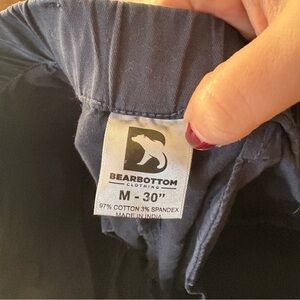 BEARBOTTOM
CLOTHING
M - 30"
97% COTTON 3% SPANDEX
MADE IN INDIA